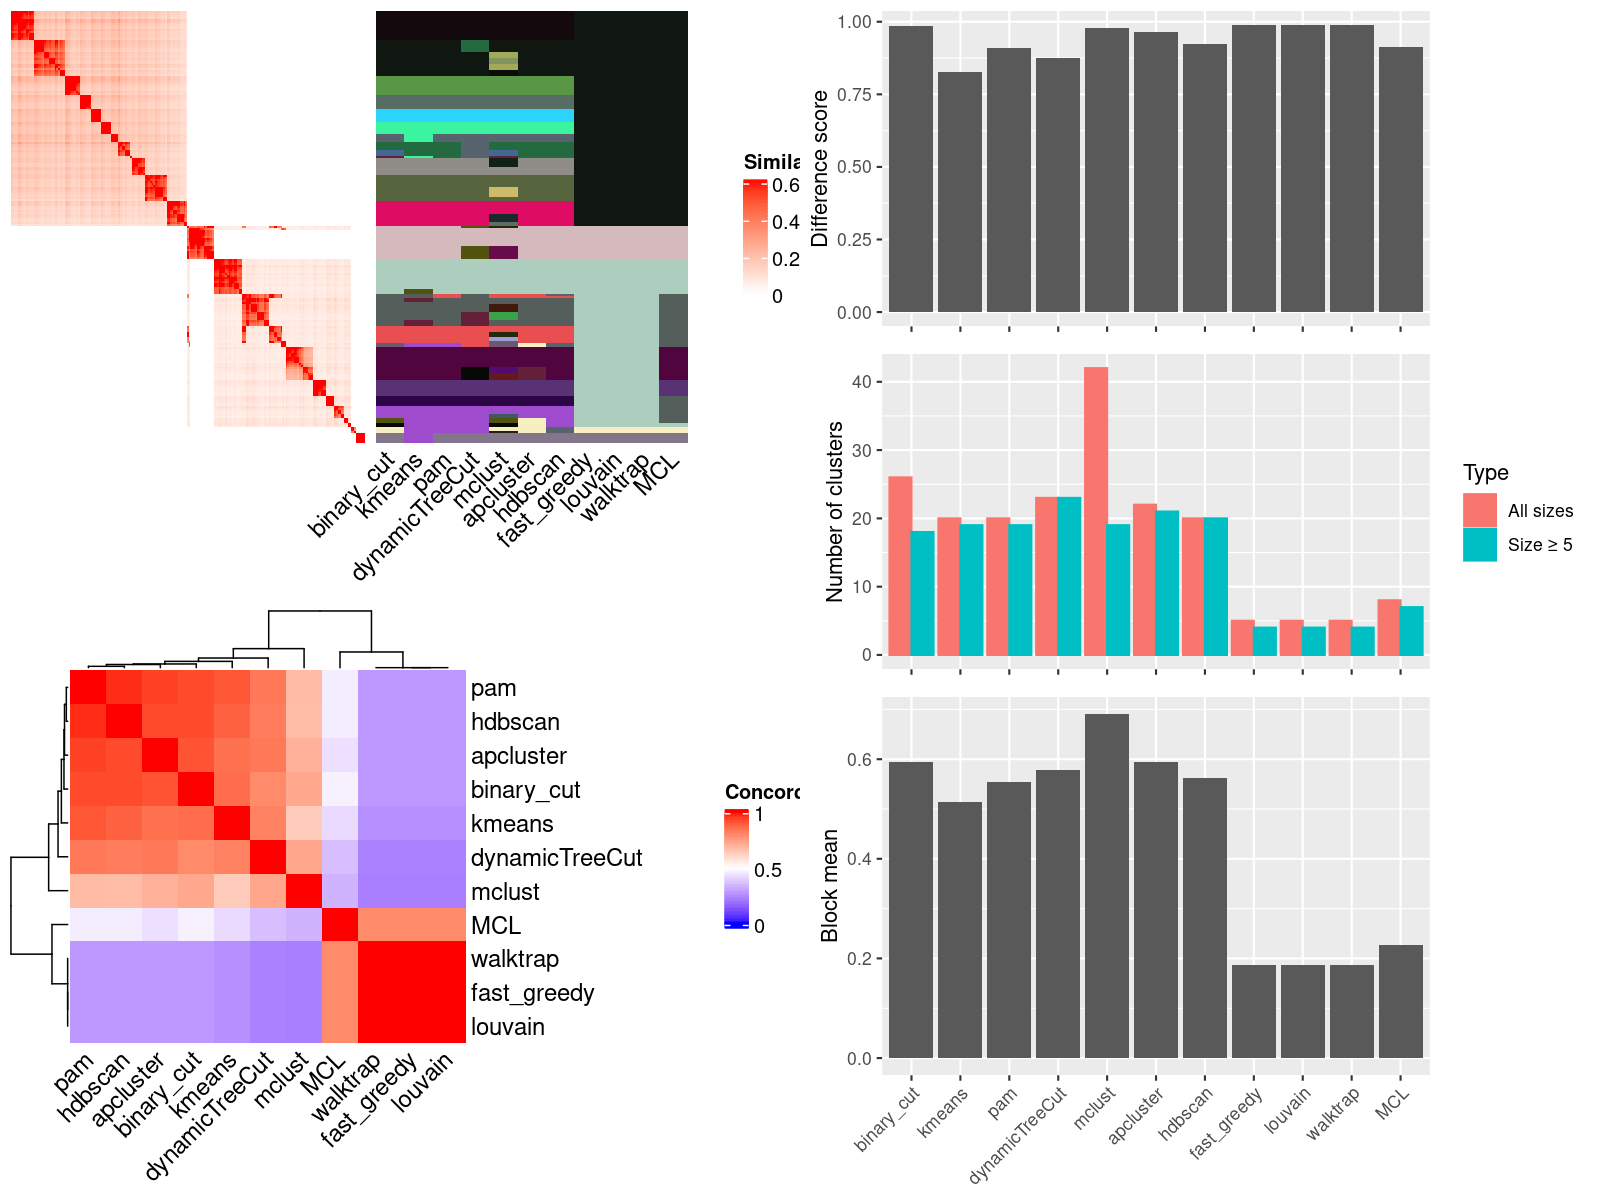 Simila
0.6
0.4
0.2
0
binary_cut
kmeans
pam
dynamicTreeCut
mclust
apcluster
hdbscan
fast_greedy
louvain
walktrap
MCL
pam
hdbscan
apcluster
binary_cut
kmeans
dynamicTreeCut
mclust
MCL
walktrap
fast_greedy
louvain
pam
hdbscan
apcluster
binary_cut
kmeans
dynamicTreeCut
mclust
MCL
walktrap
fast_greedy
louvain
Concord
1
0.5
0
Difference score
1.00
0.75
0.50
0.25
0.00
Number of clusters
40
30
20
10
0
Type
All sizes
Size ≥ 5
Block mean
0.6
0.4
0.2
0.0
binary_cut
kmeans
pam
dynamicTreeCut
mclust
apcluster
hdbscan
fast_greedy
louvain
walktrap
MCL